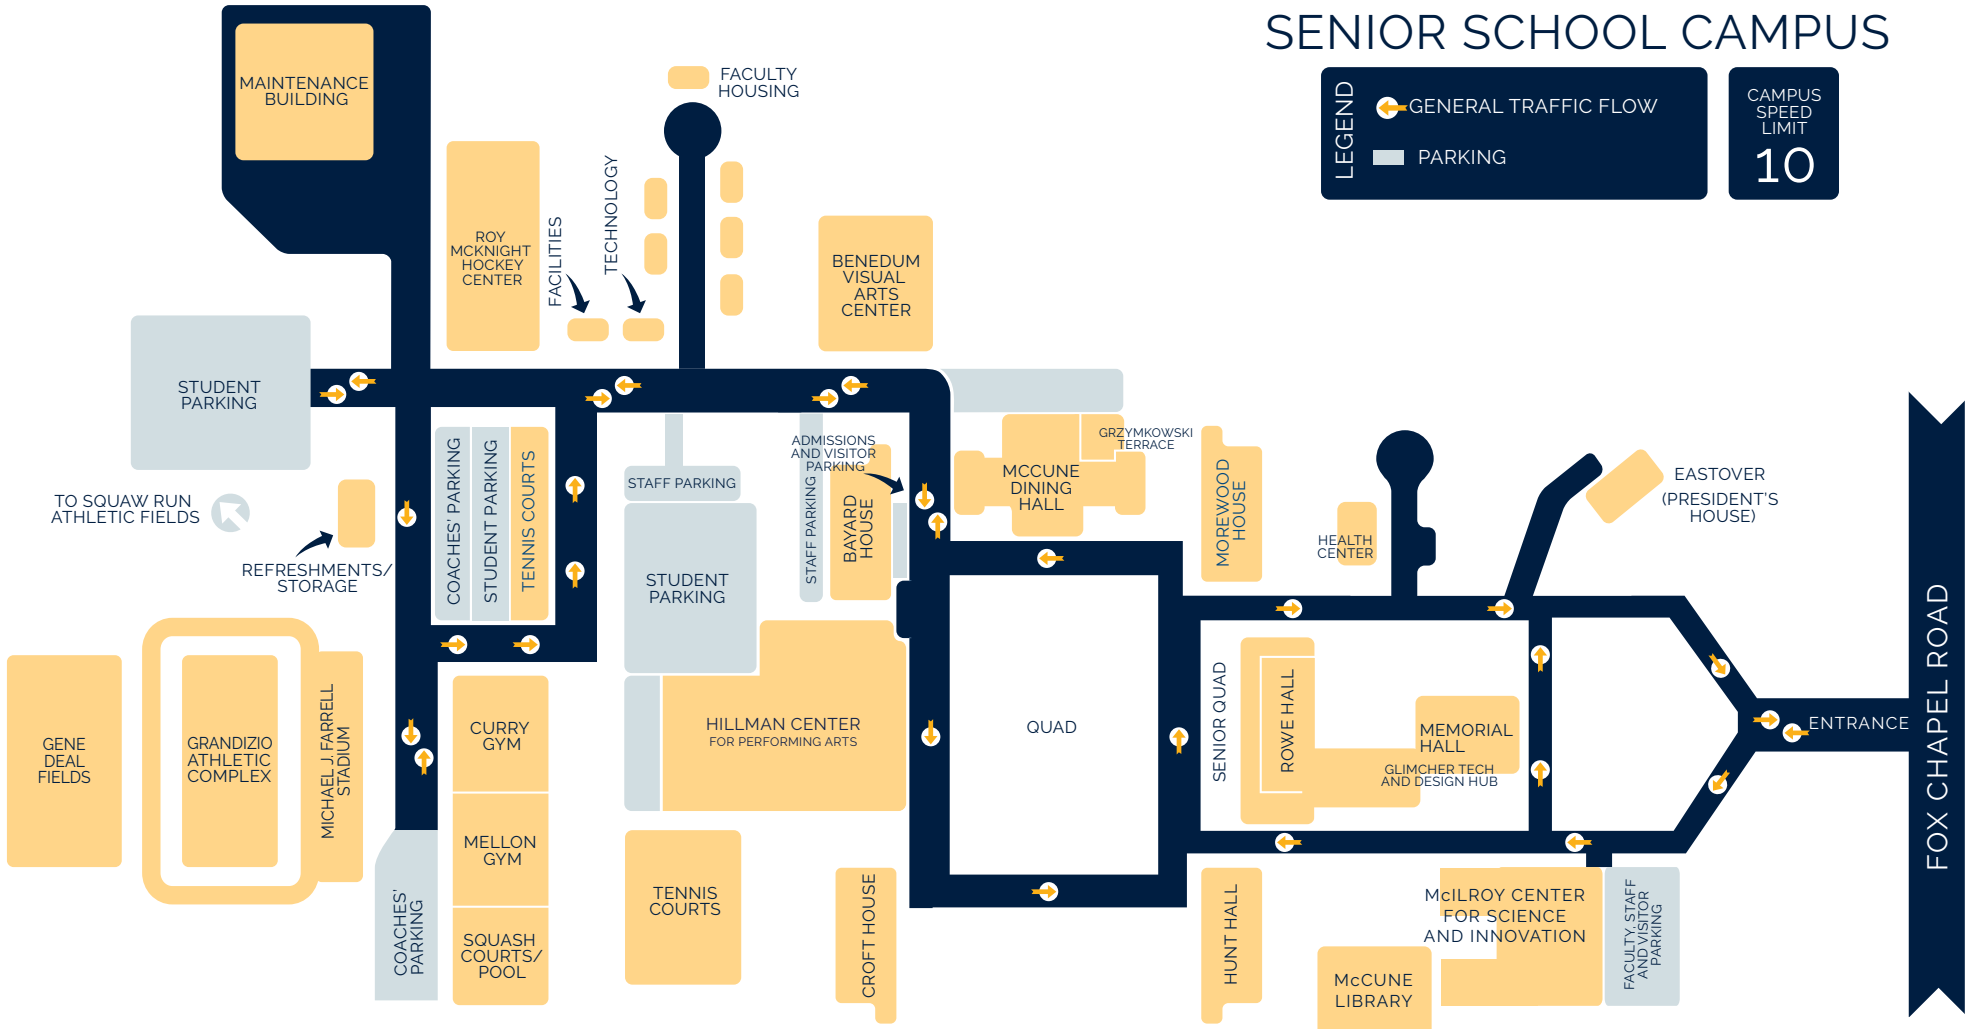 SENIOR SCHOOL CAMPUS
LEGEND
GENERAL TRAFFIC FLOW
PARKING
CAMPUS
SPEED
LIMIT
10
MAINTENANCE
BUILDING
FACULTY
HOUSING
ROY
MCKNIGHT
HOCKEY
CENTER
FACILITIES
TECHNOLOGY
BENEDUM
VISUAL
ARTS
CENTER
STUDENT
PARKING
TO SQUAW RUN
ATHLETIC FIELDS
REFRESHMENTS/
STORAGE
COACHES' PARKING
STUDENT PARKING
TENNIS COURTS
STAFF PARKING
STUDENT
PARKING
STAFF PARKING
ADMISSIONS
AND VISITOR
PARKING
BAYARD
HOUSE
MCCUNE
DINING
HALL
GRZYMKOWSKI
TERRACE
MOREWOOD
HOUSE
HEALTH
CENTER
EASTOVER
(PRESIDENT'S
HOUSE)
GENE
DEAL
FIELDS
GRANDIZIO
ATHLETIC
COMPLEX
MICHAEL J. FARRELL
STADIUM
CURRY
GYM
MELLON
GYM
SQUASH
COURTS/
POOL
COACHES'
PARKING
HILLMAN CENTER
FOR PERFORMING ARTS
TENNIS
COURTS
CROFT HOUSE
QUAD
SENIOR QUAD
ROWE HALL
MEMORIAL
HALL
GLIMCHER TECH
AND DESIGN HUB
ENTRANCE
FOX CHAPEL ROAD
HUNT HALL
McCUNE
LIBRARY
McILROY CENTER
FOR SCIENCE
AND INNOVATION
FACULTY, STAFF
AND VISITOR
PARKING